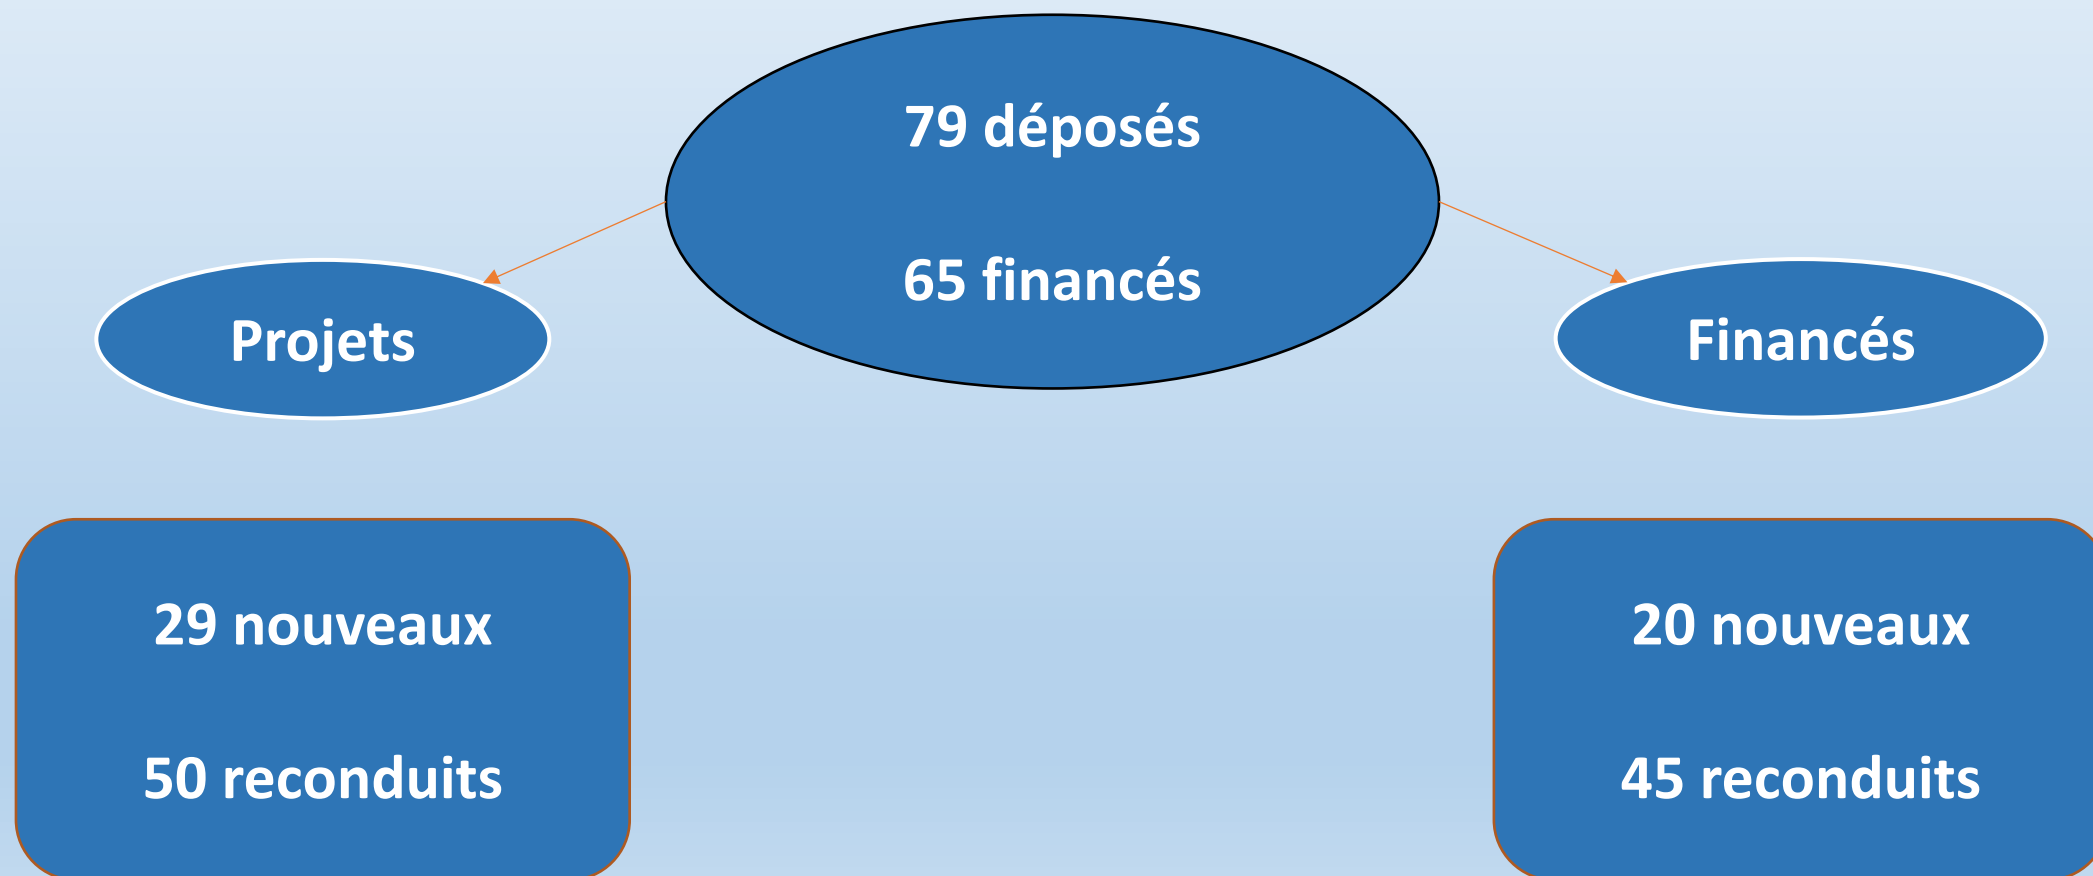 79 déposés
65 financés
Projets
Financés
29 nouveaux
50 reconduits
20 nouveaux
45 reconduits